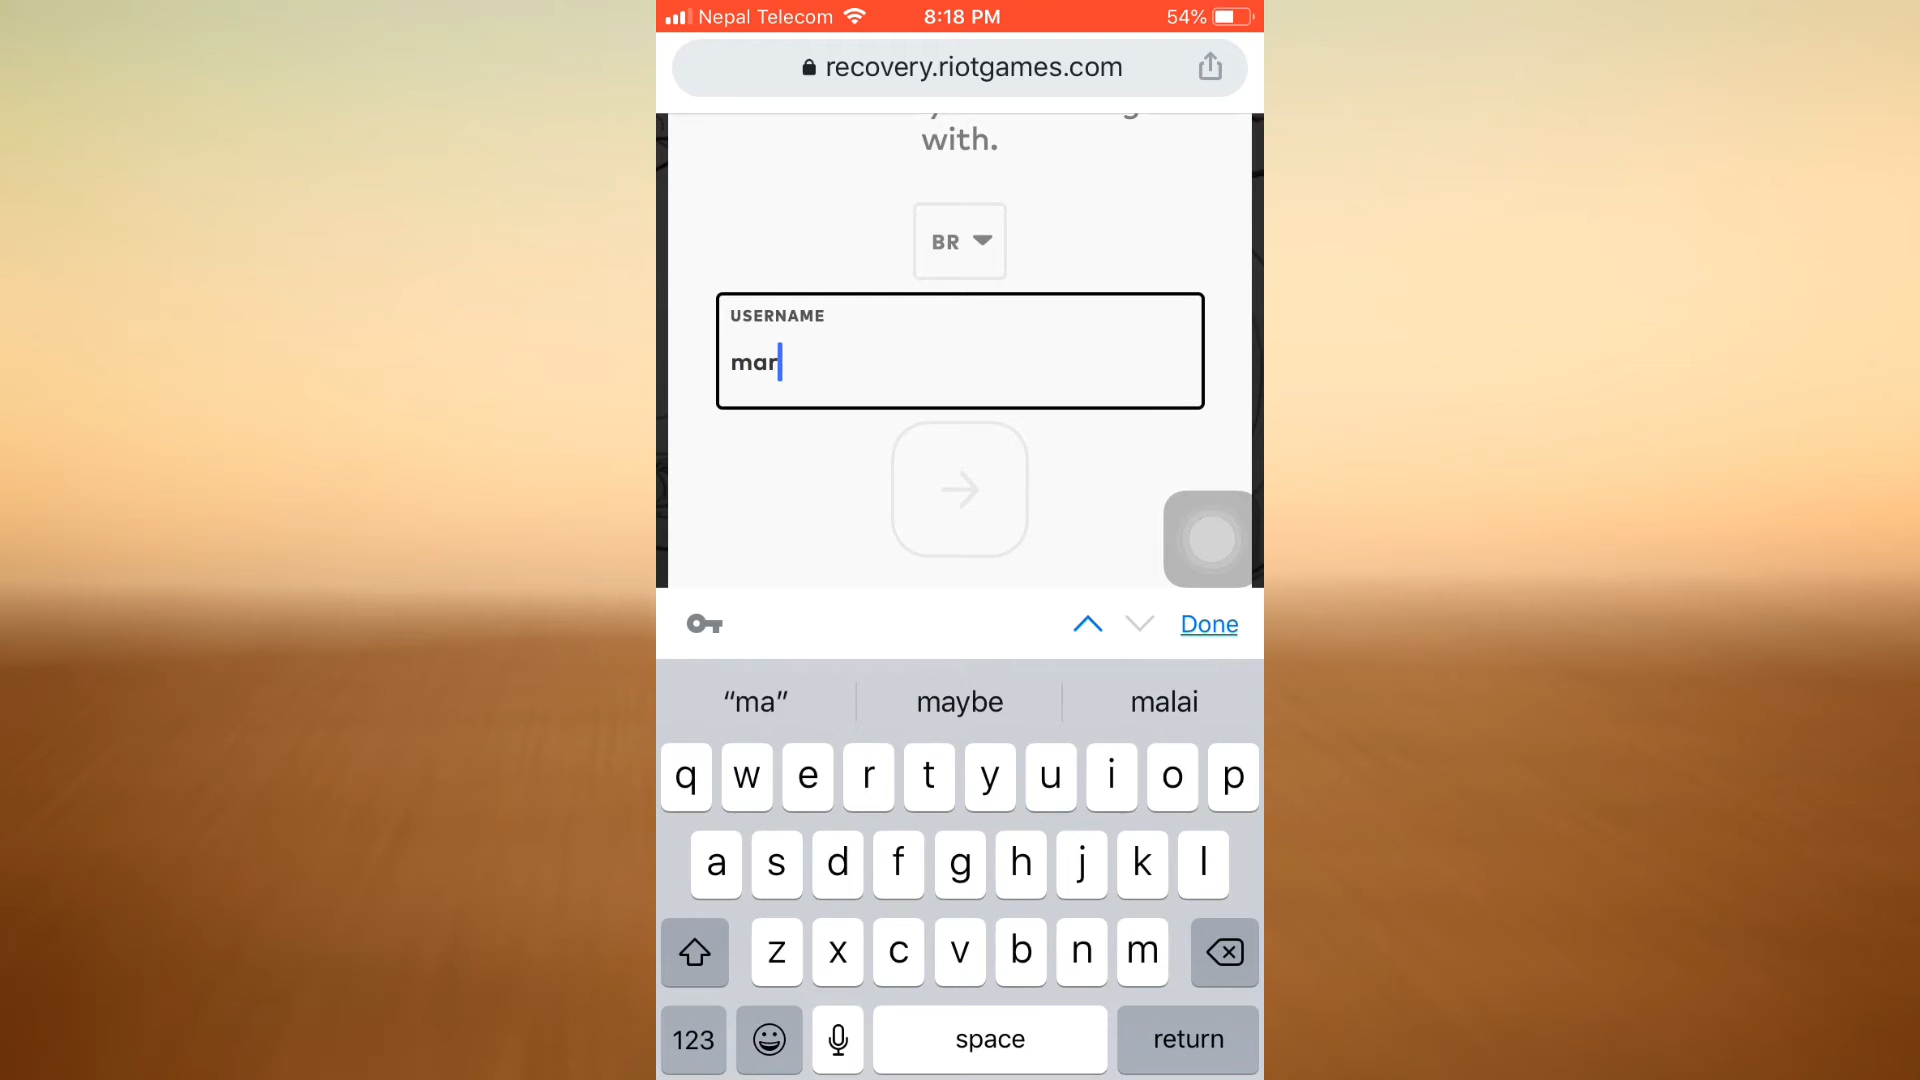 Nepal Telecom 8:18 PM 54%
recovery.riotgames.com
with.
BR
USERNAME
mar
Done
“ma” maybe malai
q w e r t y u i o p
a s d f g h j k l
z x c v b n m
123 space return